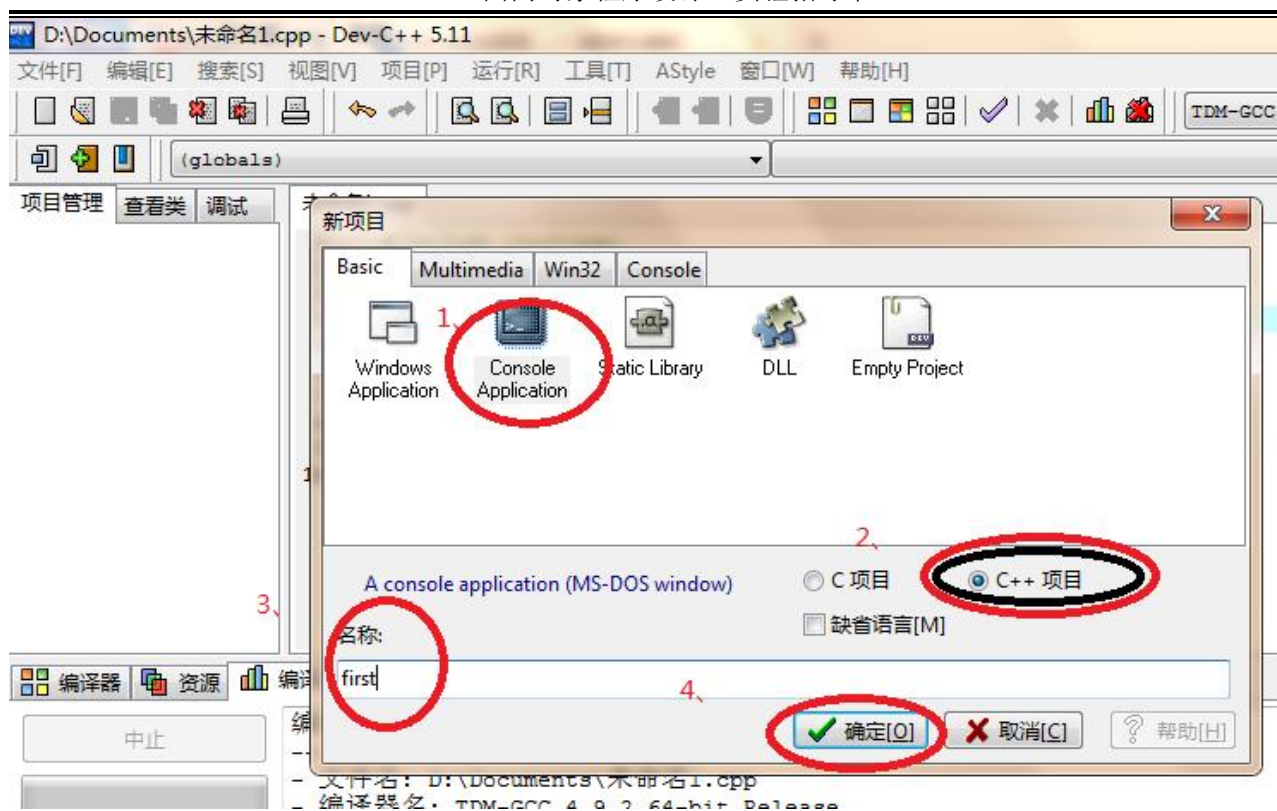 D:\Documents\未命名1.cpp - Dev-C++ 5.11
文件[F] 编辑[E] 搜索[S] 视图[V] 项目[P] 运行[R] 工具[T] AStyle 窗口[W] 帮助[H]
TDM-GCC
(globals)
项目管理 查看类 调试
新项目
Basic Multimedia Win32 Console
1、
Windows Application
Console Application
Static Library
DLL
Empty Project
2、
A console application (MS-DOS window)
C 项目 C++ 项目
缺省语言[M]
3、
名称:
first
4、
确定[O] 取消[C] 帮助[H]
编译器 资源
中止
- 文件名: D:\Documents\未命名1.cpp
- 编译器名: TDM-GCC 4.9.2 64-bit Release